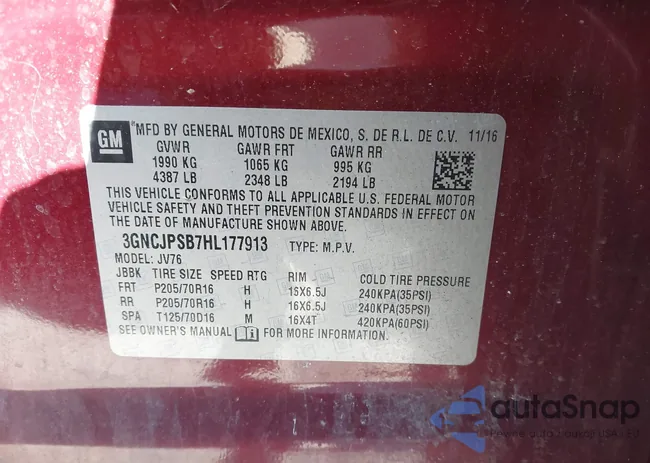 GM
MFD BY GENERAL MOTORS DE MEXICO, S. DE R.L. DE C.V. 11/16
GVWR GAWR FRT GAWR RR
1990 KG 1065 KG 995 KG
4387 LB 2348 LB 2194 LB
THIS VEHICLE CONFORMS TO ALL APPLICABLE U.S. FEDERAL MOTOR
VEHICLE SAFETY AND THEFT PREVENTION STANDARDS IN EFFECT ON
THE DATE OF MANUFACTURE SHOWN ABOVE.
3GNCJPSB7HL177913 TYPE: M.P.V.
MODEL: JV76
JBBK TIRE SIZE SPEED RTG RIM COLD TIRE PRESSURE
FRT P205/70R16 H 16X6.5J 240KPA(35PSI)
RR P205/70R16 H 16X6.5J 240KPA(35PSI)
SPA T125/70D16 M 16X4T 420KPA(60PSI)
SEE OWNER'S MANUAL FOR MORE INFORMATION.
autoSnap